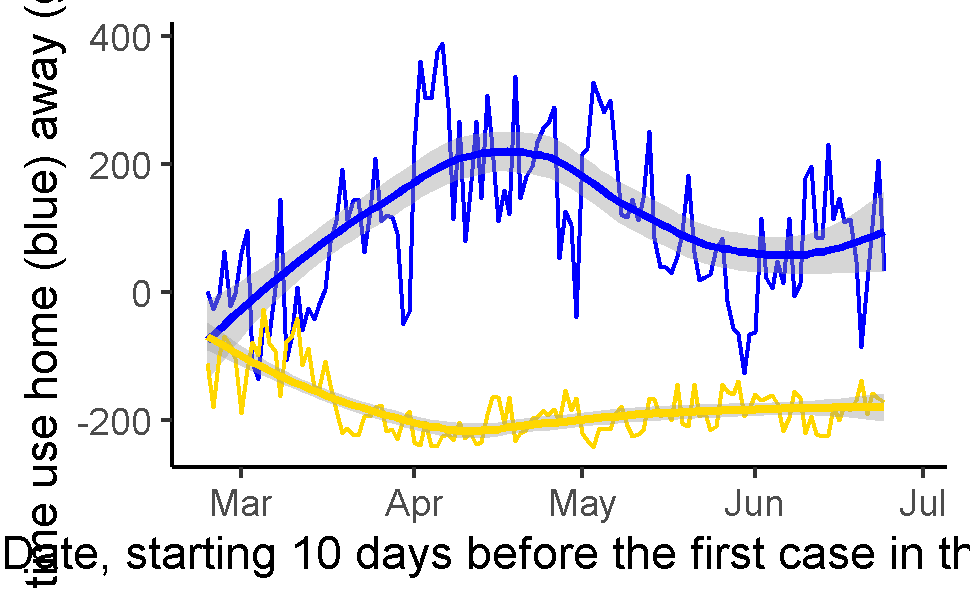 time use home (blue) away (
400
200
0
-200
Mar Apr May Jun Jul
Date, starting 10 days before the first case in th